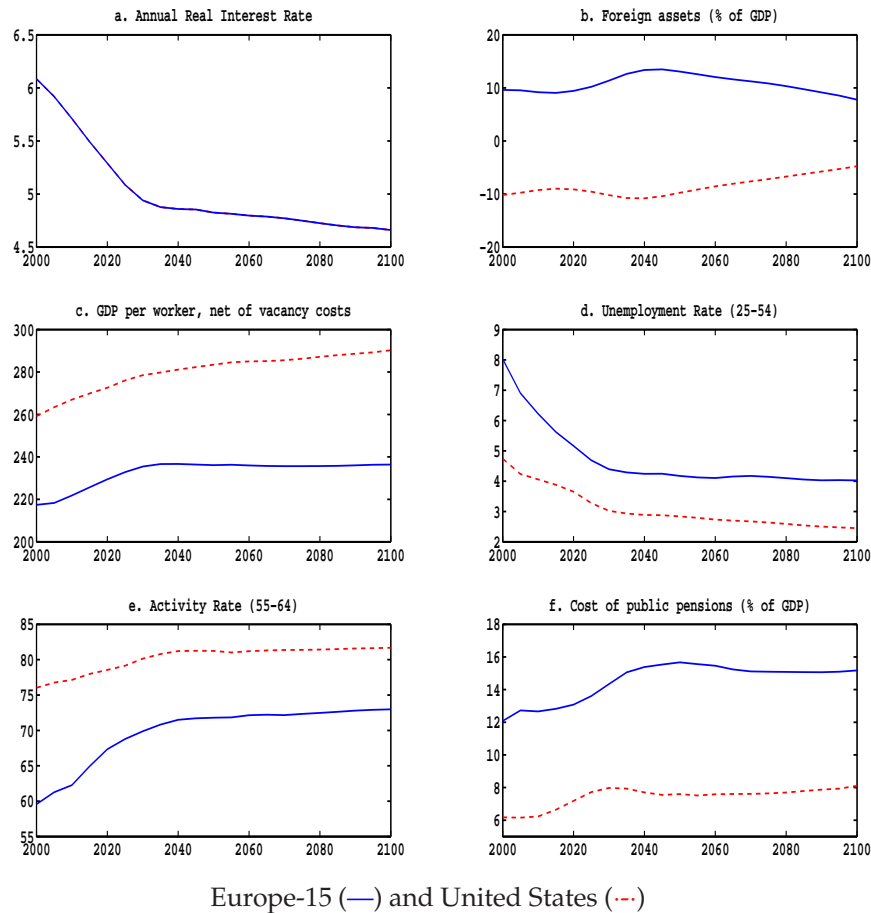 a. Annual Real Interest Rate
6.5
6
5.5
5
4.5
2000 2020 2040 2060 2080 2100
b. Foreign assets (% of GDP)
20
10
0
−10
−20
2000 2020 2040 2060 2080 2100
c. GDP per worker, net of vacancy costs
300
280
260
240
220
200
2000 2020 2040 2060 2080 2100
d. Unemployment Rate (25−54)
9
8
7
6
5
4
3
2
2000 2020 2040 2060 2080 2100
e. Activity Rate (55−64)
85
80
75
70
65
60
55
2000 2020 2040 2060 2080 2100
f. Cost of public pensions (% of GDP)
18
16
14
12
10
8
6
2000 2020 2040 2060 2080 2100
Europe-15 (—) and United States (---)